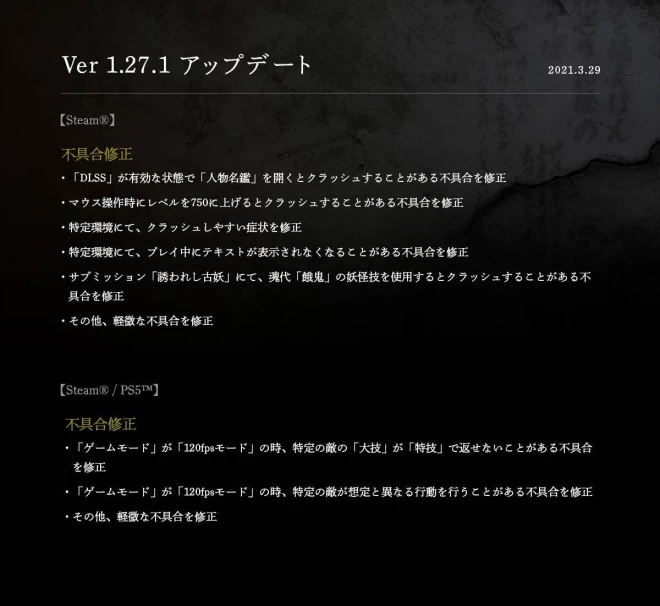 Ver 1.27.1 アップデート
2021.3.29
【Steam®】
不具合修正
・「DLSS」が有効な状態で「人物名鑑」を開くとクラッシュすることがある不具合を修正
・マウス操作時にレベルを750に上げるとクラッシュすることがある不具合を修正
・特定環境にて、クラッシュしやすい症状を修正
・特定環境にて、プレイ中にテキストが表示されなくなることがある不具合を修正
・サブミッション「誘われし古妖」にて、魂代「餓鬼」の妖怪技を使用するとクラッシュすることがある不
具合を修正
・その他、軽微な不具合を修正
【Steam® / PS5™】
不具合修正
・「ゲームモード」が「120fpsモード」の時、特定の敵の「大技」が「特技」で返せないことがある不具合
を修正
・「ゲームモード」が「120fpsモード」の時、特定の敵が想定と異なる行動を行うことがある不具合を修正
・その他、軽微な不具合を修正